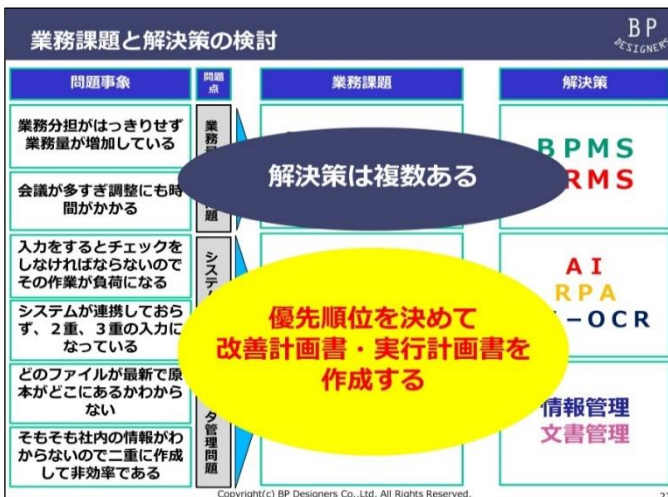 業務課題と解決策の検討
BP
DESIGNERS
問題事象
問題
点
業務課題
解決策
業務分担がはっきりせず
業務量が増加している
会議が多すぎ調整にも時
間がかかる
業務
題
解決策は複数ある
BPMS
RMS
入力をするとチェックを
しなければならないので
その作業が負荷になる
システムが連携しておら
ず、2重、3重の入力に
なっている
システム
優先順位を決めて
改善計画書・実行計画書を
作成する
AI
RPA
－OCR
どのファイルが最新で原
本がどこにあるかわから
ない
そもそも社内の情報がわ
からないので二重に作成
して非効率である
タ管理問題
情報管理
文書管理
Copyright(c) BP Designers Co.,Ltd. All Rights Reserved.